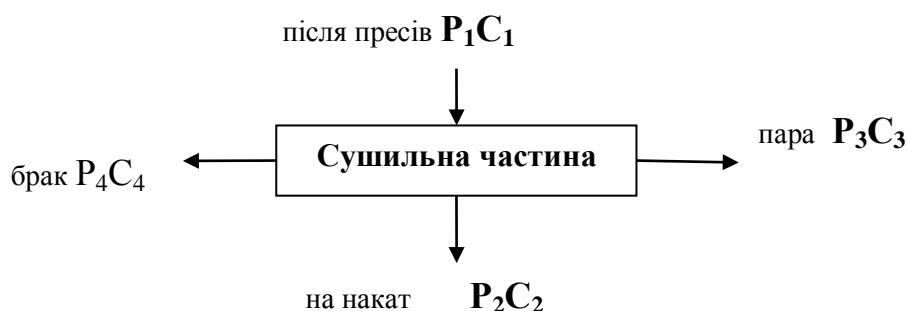 після пресів P₁C₁
Сушильна частина
пара P₃C₃
брак P₄C₄
на накат P₂C₂